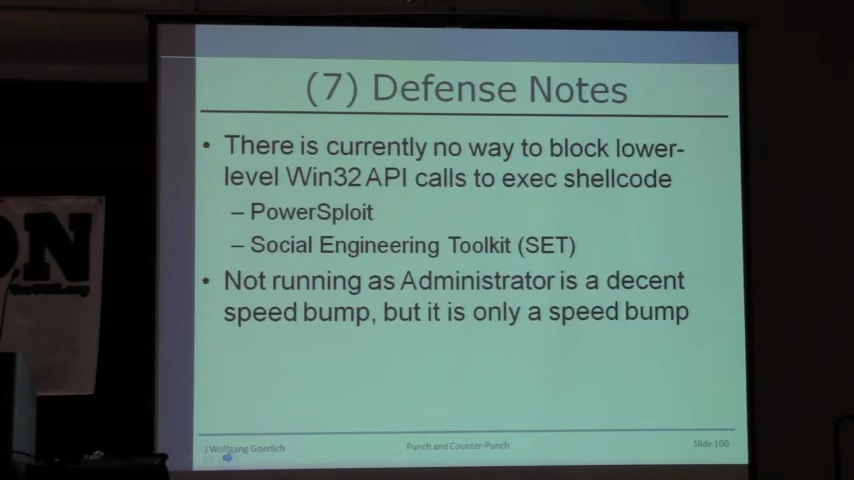 (7) Defense Notes
• There is currently no way to block lower-
level Win32 API calls to exec shellcode
– PowerSploit
– Social Engineering Toolkit (SET)
• Not running as Administrator is a decent
speed bump, but it is only a speed bump
J Wolfgang Goerlich
Punch and Counter-Punch
Slide 100
ON